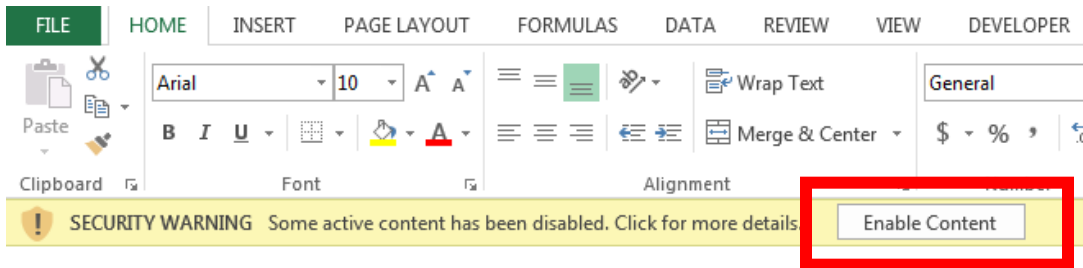 FILE HOME INSERT PAGE LAYOUT FORMULAS DATA REVIEW VIEW DEVELOPER
Arial 10 A A Wrap Text General
Paste B I U A Merge & Center $ % ,
Clipboard Font Alignment
! SECURITY WARNING Some active content has been disabled. Click for more details. Enable Content